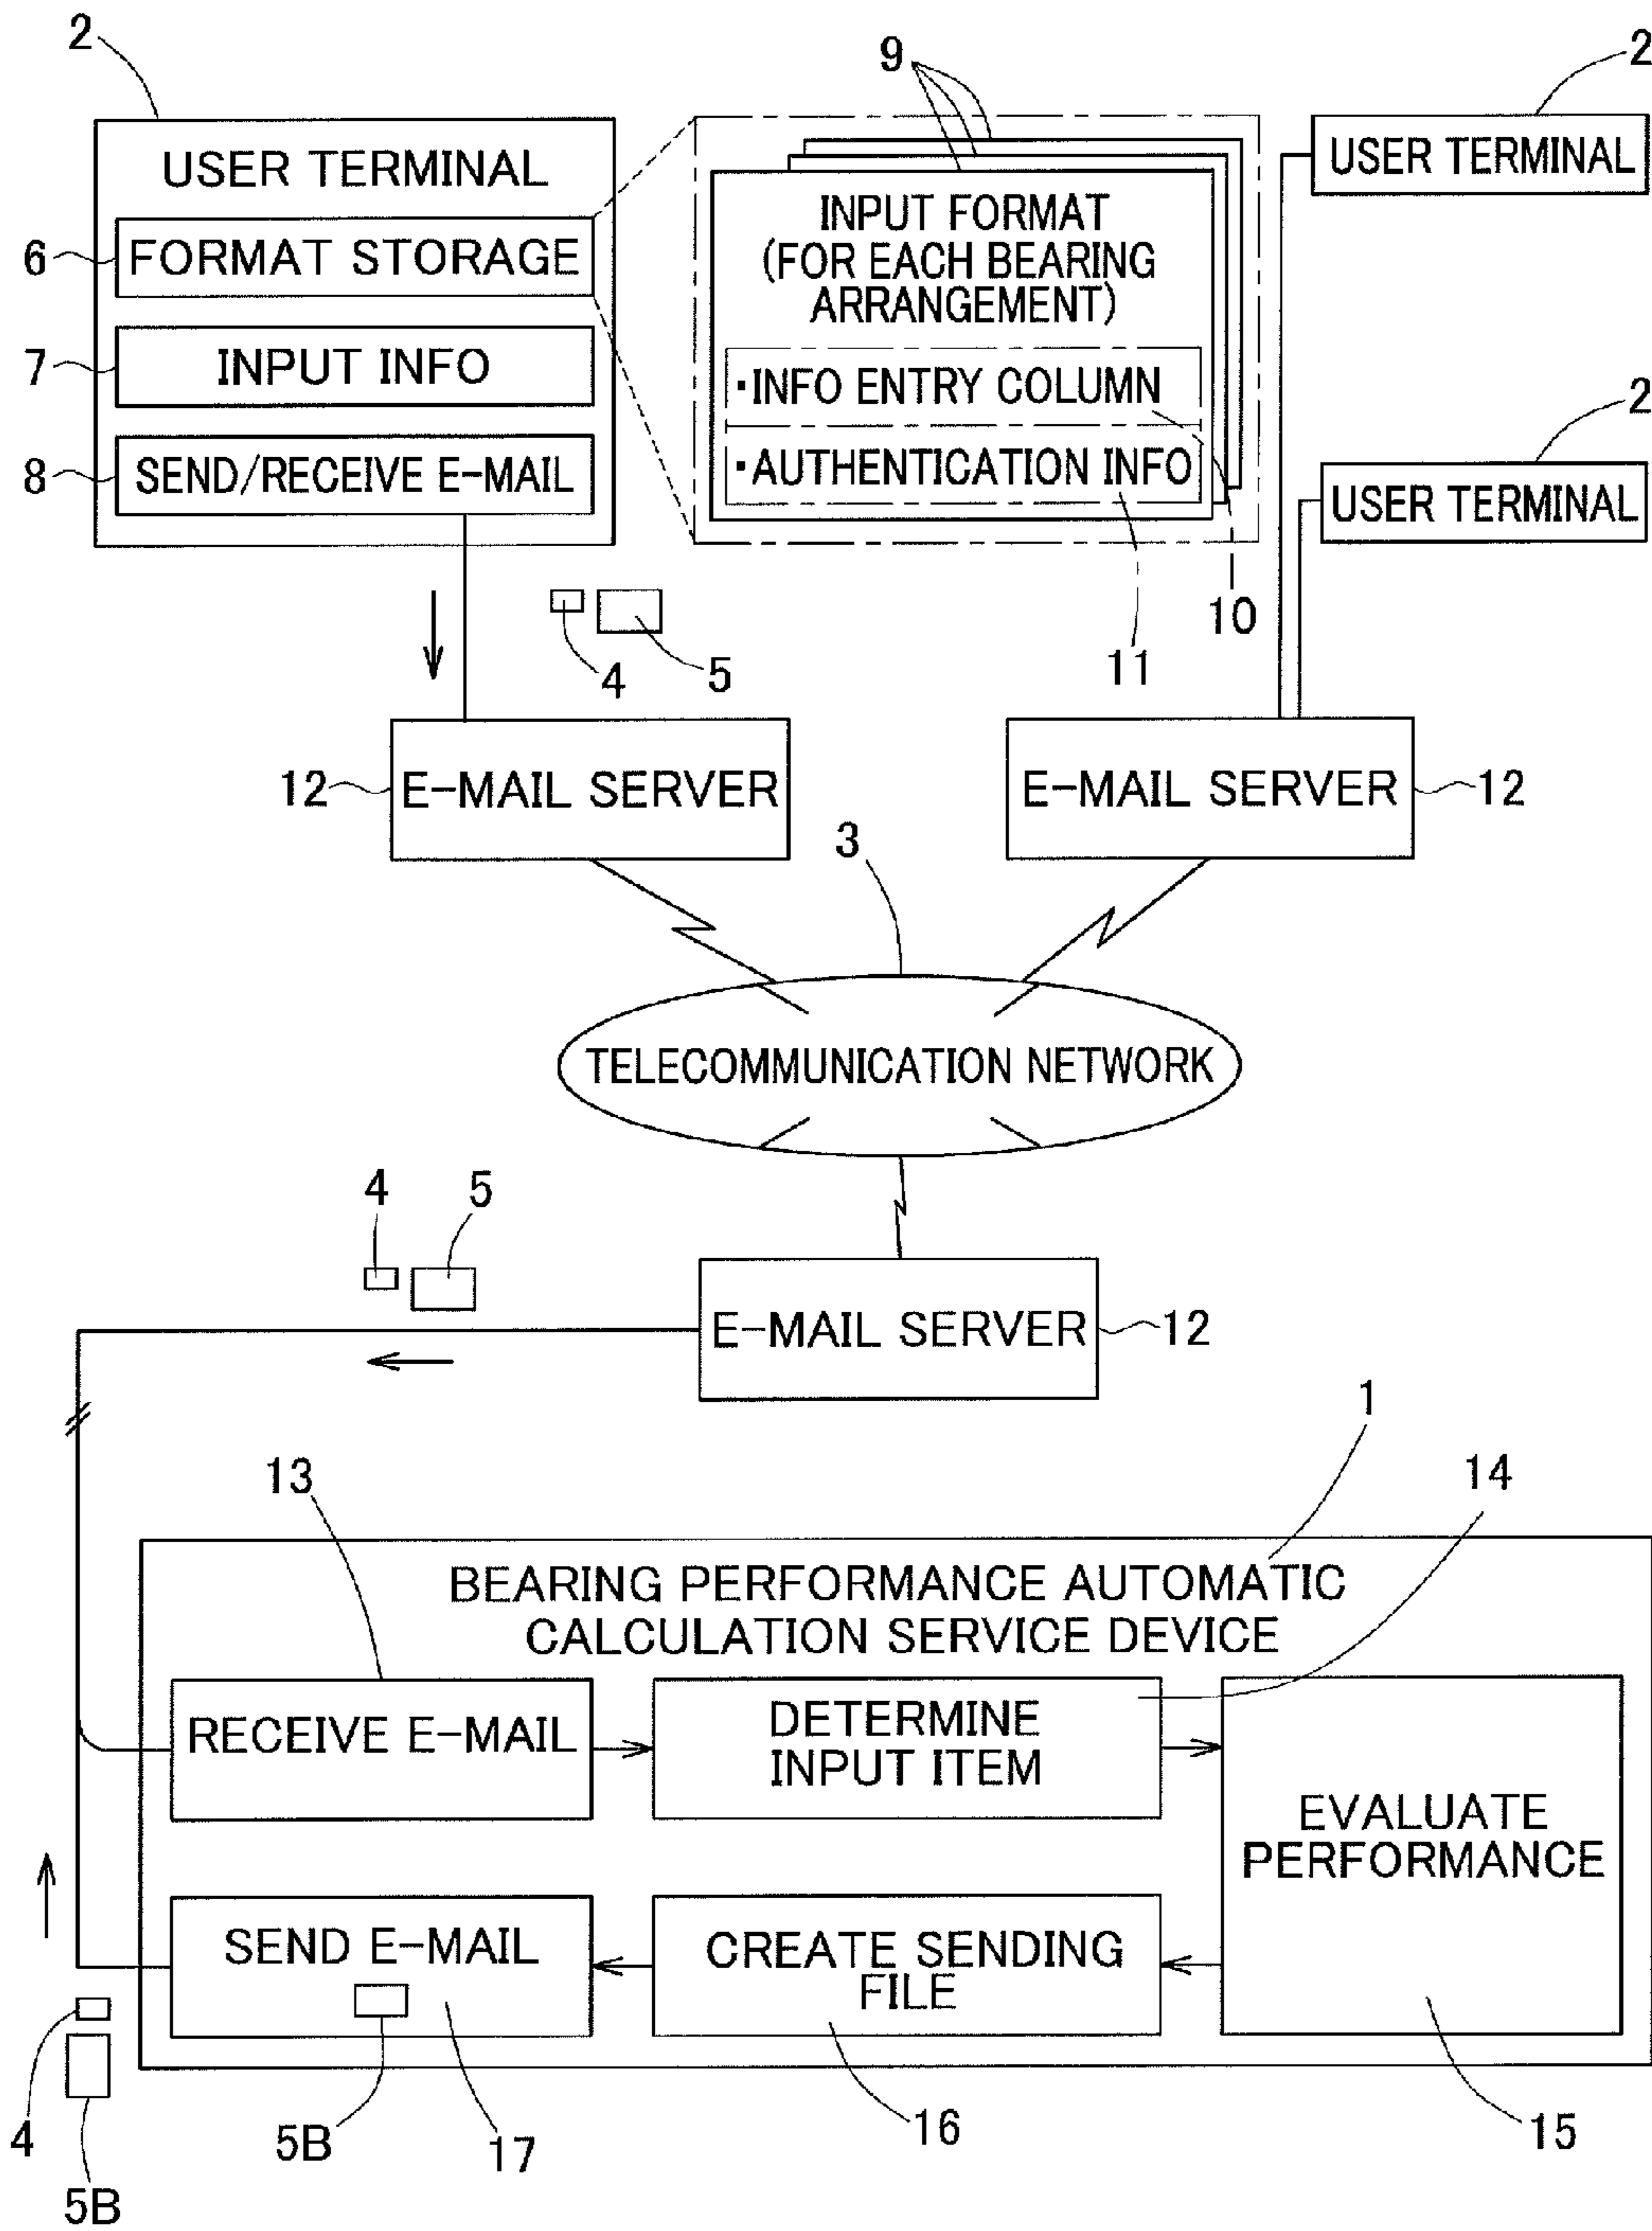 2
9
2
USER TERMINAL
USER TERMINAL
6
FORMAT STORAGE
INPUT FORMAT
(FOR EACH BEARING
ARRANGEMENT)
7
INPUT INFO
·INFO ENTRY COLUMN
2
8
SEND/RECEIVE E-MAIL
·AUTHENTICATION INFO
USER TERMINAL
10
4
5
11
12
E-MAIL SERVER
E-MAIL SERVER
12
3
TELECOMMUNICATION NETWORK
4
5
E-MAIL SERVER
12
1
13
14
BEARING PERFORMANCE AUTOMATIC
CALCULATION SERVICE DEVICE
RECEIVE E-MAIL
DETERMINE
INPUT ITEM
EVALUATE
PERFORMANCE
SEND E-MAIL
CREATE SENDING
FILE
4
5B
5B
17
16
15